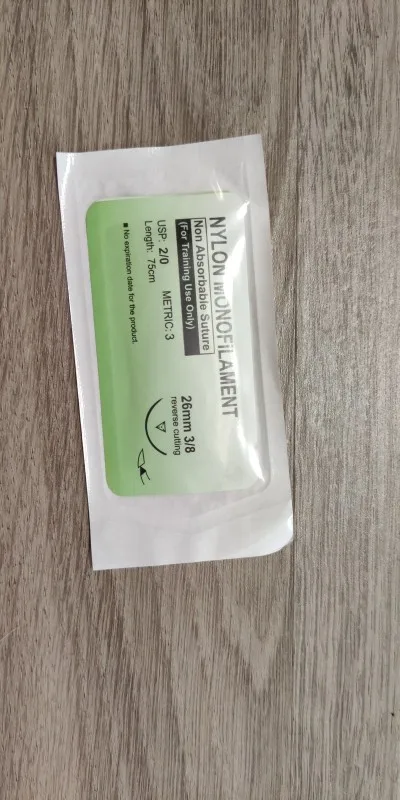 NYLON MONOFILAMENT
Non Absorbable Suture
(For Training Use Only)
USP: 2/0 METRIC: 3
Length: 75cm
■ No expiration date for the product.
26mm 3/8
reverse cutting